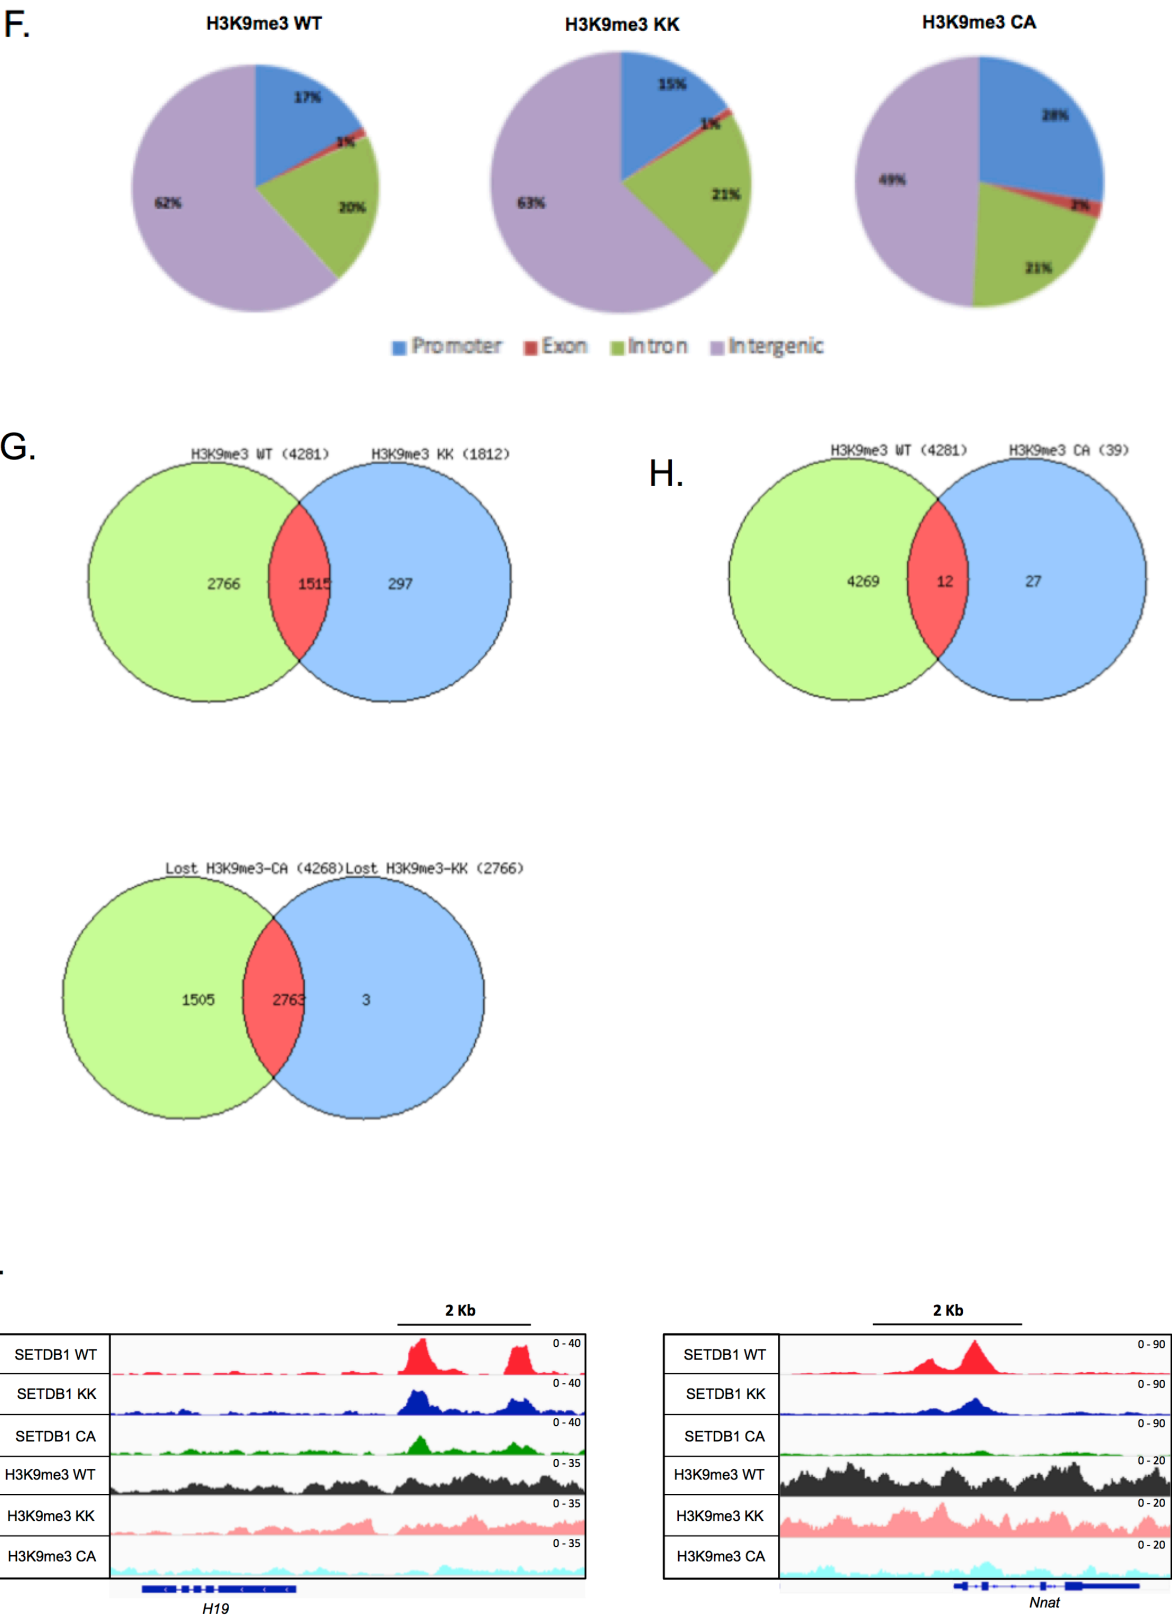 F.
H3K9me3 WT
H3K9me3 KK
H3K9me3 CA
17%
1%
20%
62%
15%
1%
21%
63%
28%
2%
21%
49%
Promoter Exon Intron Intergenic
G.
H3K9me3 WT (4281) H3K9me3 KK (1812)
2766 1515 297
H.
H3K9me3 WT (4281) H3K9me3 CA (39)
4269 12 27
Lost H3K9me3-CA (4268)Lost H3K9me3-KK (2766)
1505 2763 3
2 Kb
SETDB1 WT 0 - 40
SETDB1 KK 0 - 40
SETDB1 CA 0 - 40
H3K9me3 WT 0 - 35
H3K9me3 KK 0 - 35
H3K9me3 CA 0 - 35
H19
2 Kb
SETDB1 WT 0 - 90
SETDB1 KK 0 - 90
SETDB1 CA 0 - 90
H3K9me3 WT 0 - 20
H3K9me3 KK 0 - 20
H3K9me3 CA 0 - 20
Nnat